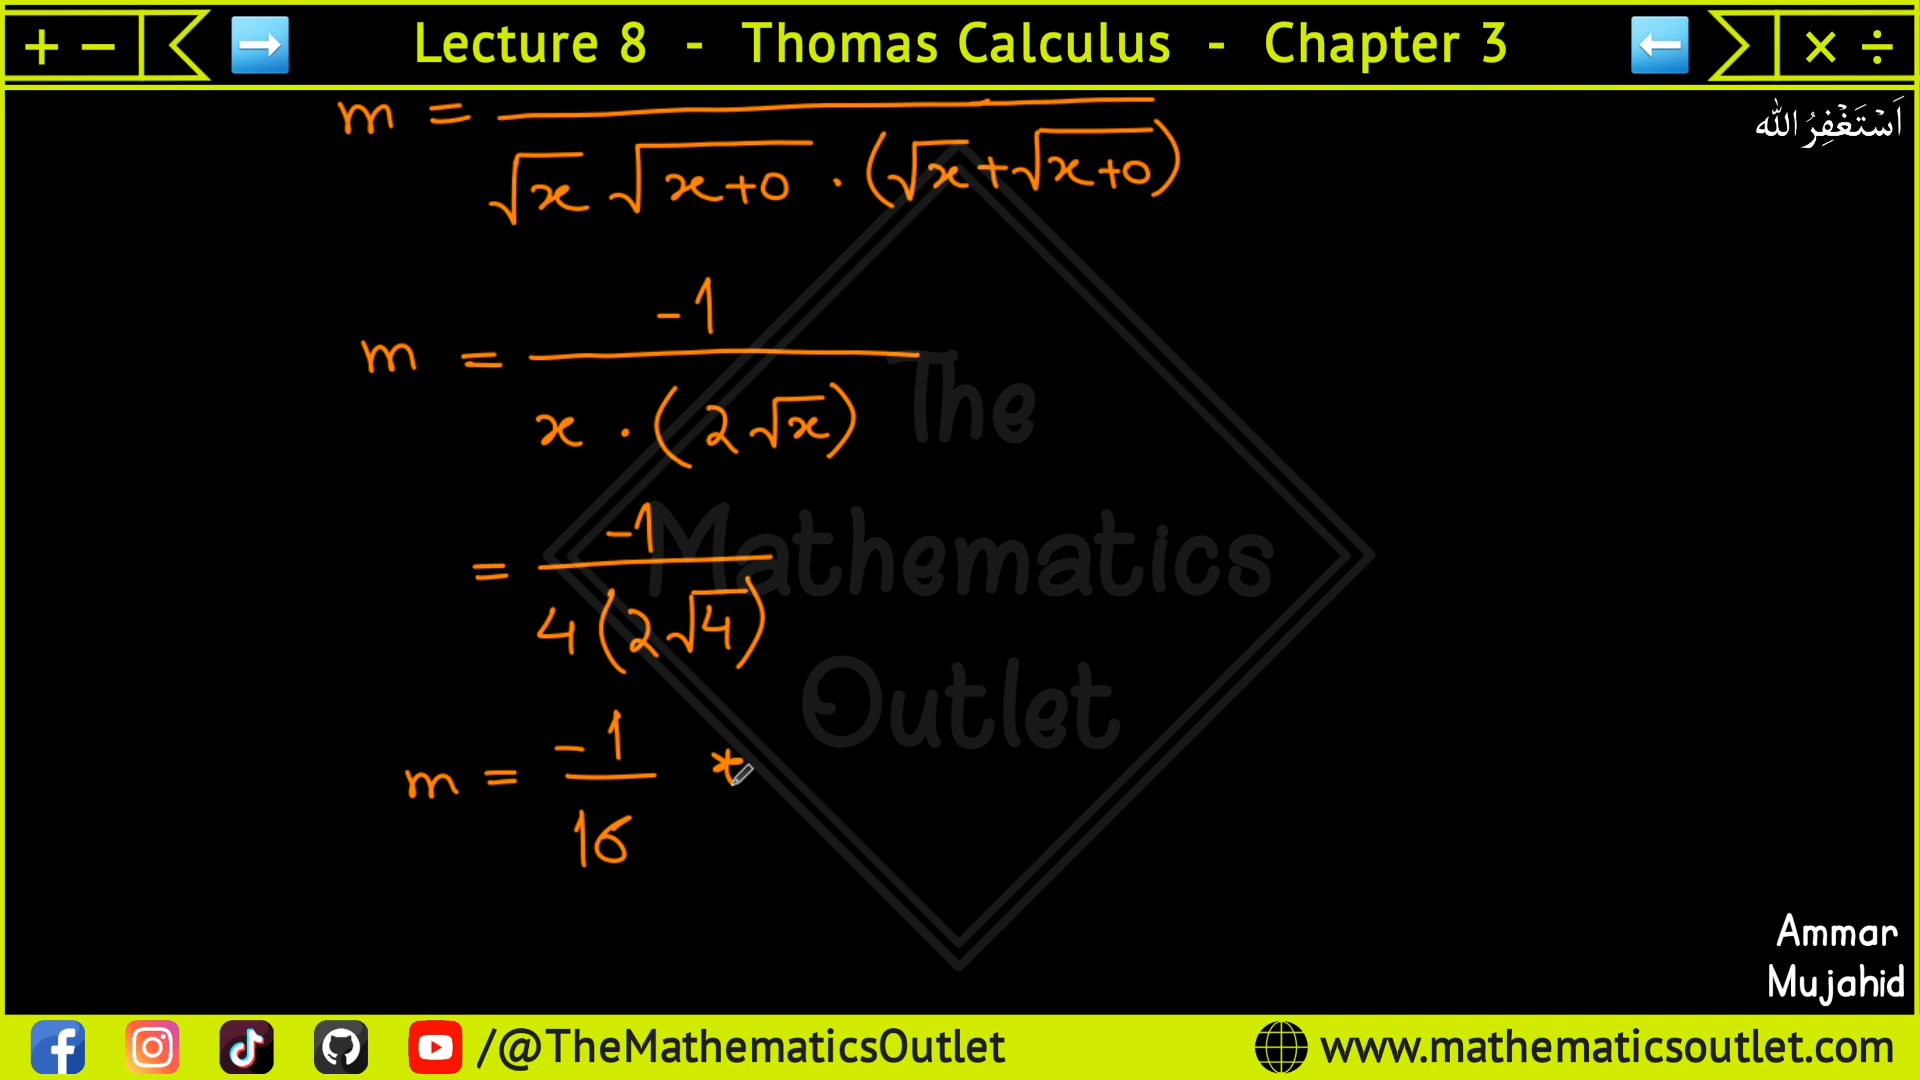 + − ➡ Lecture 8 - Thomas Calculus - Chapter 3 ⬅ × ÷
اَسْتَغْفِرُ اللّٰه
m = ―――
√x √(x+0) · (√x + √(x+0))
-1
m = ―――
x · (2√x)
-1
= ―――
4(2√4)
-1
m = ――― *
16
The
Mathematics
Outlet
Ammar
Mujahid
/@TheMathematicsOutlet www.mathematicsoutlet.com